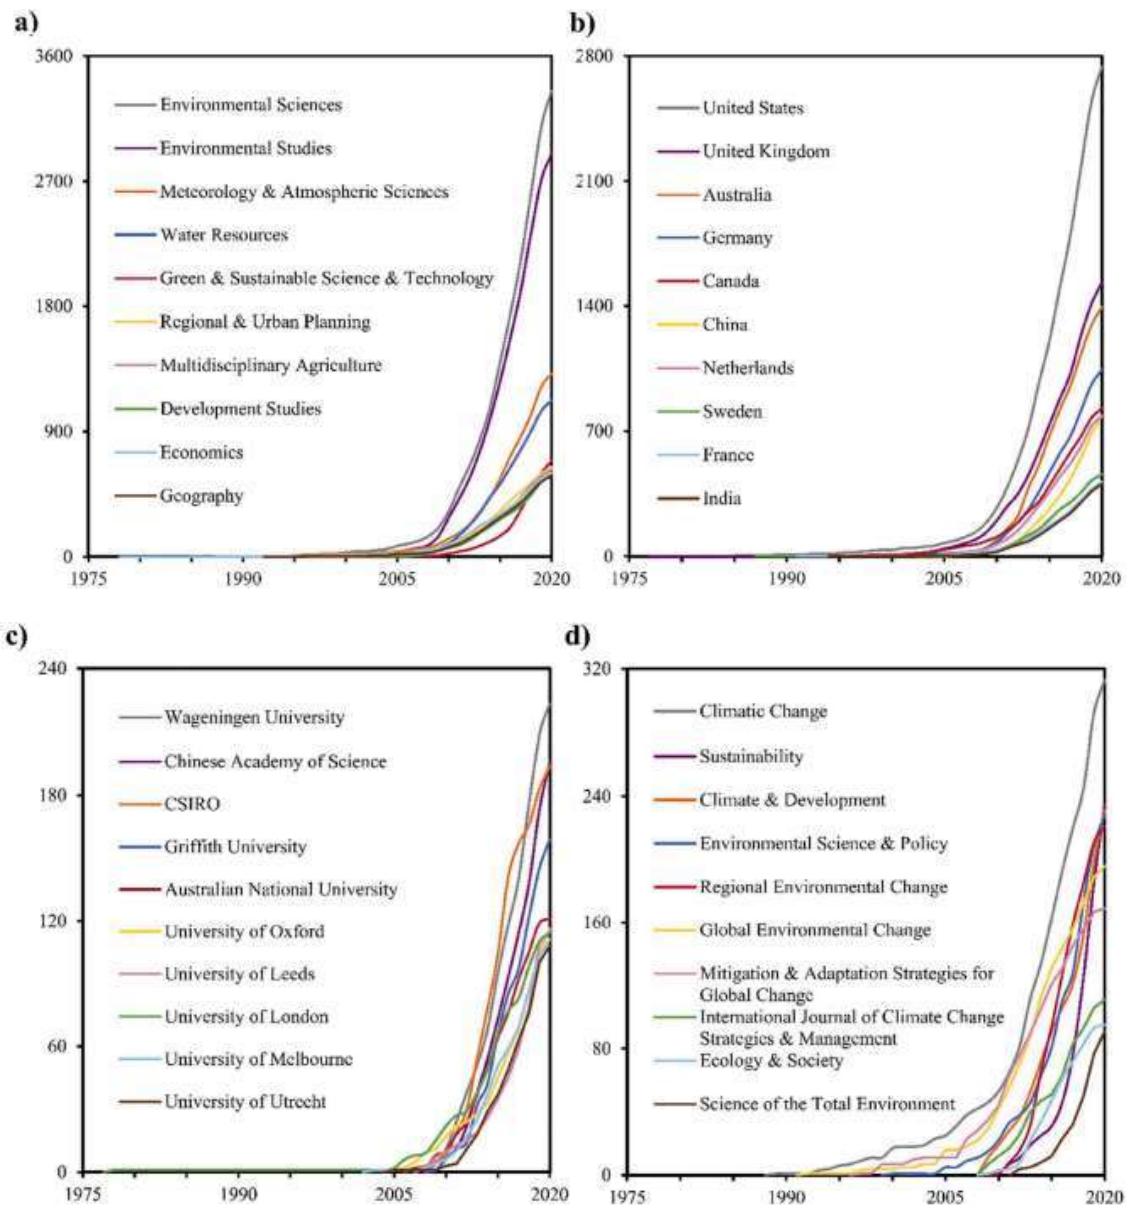 a)
3600
2700
1800
900
0
1975
1990
2005
2020
Environmental Sciences
Environmental Studies
Meteorology & Atmospheric Sciences
Water Resources
Green & Sustainable Science & Technology
Regional & Urban Planning
Multidisciplinary Agriculture
Development Studies
Economics
Geography
b)
2800
2100
1400
700
0
1975
1990
2005
2020
United States
United Kingdom
Australia
Germany
Canada
China
Netherlands
Sweden
France
India
c)
240
180
120
60
0
1975
1990
2005
2020
Wageningen University
Chinese Academy of Science
CSIRO
Griffith University
Australian National University
University of Oxford
University of Leeds
University of London
University of Melbourne
University of Utrecht
d)
320
240
160
80
0
1975
1990
2005
2020
Climatic Change
Sustainability
Climate & Development
Environmental Science & Policy
Regional Environmental Change
Global Environmental Change
Mitigation & Adaptation Strategies for
Global Change
International Journal of Climate Change
Strategies & Management
Ecology & Society
Science of the Total Environment